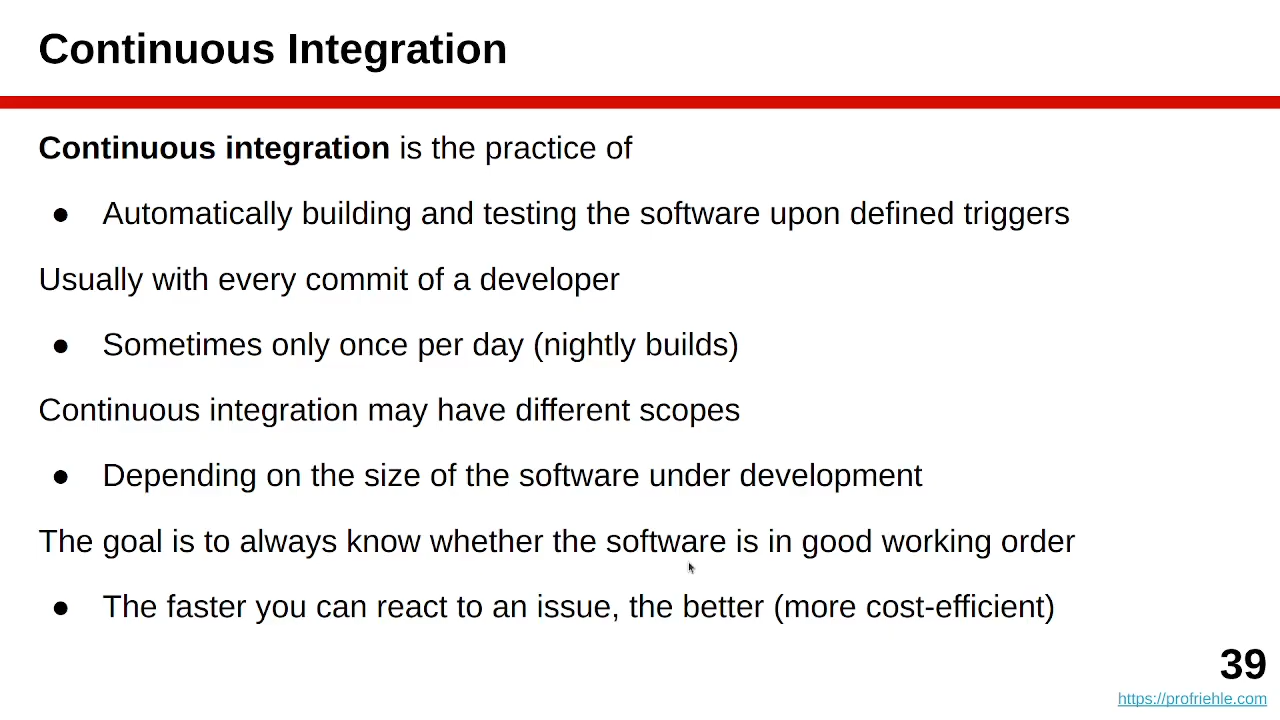 Continuous Integration
Continuous integration is the practice of
● Automatically building and testing the software upon defined triggers
Usually with every commit of a developer
● Sometimes only once per day (nightly builds)
Continuous integration may have different scopes
● Depending on the size of the software under development
The goal is to always know whether the software is in good working order
● The faster you can react to an issue, the better (more cost-efficient)
39
https://profriehle.com